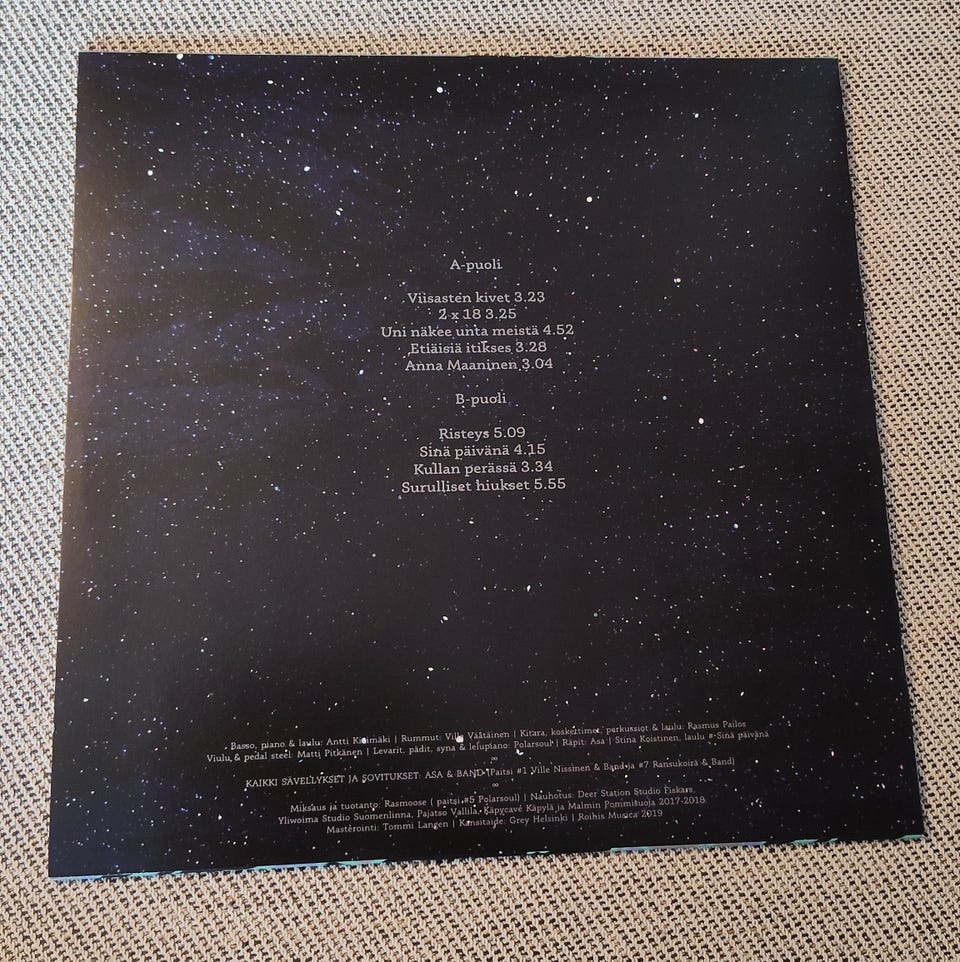 A-puoli
Viisasten kivet 3.23
2 x 18 3.25
Uni näkee unta meistä 4.52
Etiäisiä itikses 3.28
Anna Maaninen 3.04
B-puoli
Risteys 5.09
Sinä päivänä 4.15
Kullan perässä 3.34
Surulliset hiukset 5.55
Basso, piano & laulu: Antti Kivimäki | Rummut: Ville Väätäinen | Kitara, koskettimet, perkussiot & laulu: Rasmus Pailos
Viulu & pedal steel: Matti Pitkänen | Levarit, pädit, syna & lelupiano: Polarsoul | Räpit: Asa | Stina Koistinen, laulu #-Sinä päivänä
∞
KAIKKI SÄVELLYKSET JA SOVITUKSET: ASA & BAND (Paitsi #1 Ville Nissinen & Band ja #7 Ransukoira & Band)
∞
Miksaus ja tuotanto: Rasmoose ( paitsi #5 Polarsoul) | Nauhotus: Deer Station Studio Fiskars,
Yliwoima Studio Suomenlinna, Pajatso Vallila, Käpycavé Käpylä ja Malmin Pommisuoja 2017-2018
Masteröinti: Tommi Langen | Kansitaide: Grey Helsinki | Roihis Musica 2019